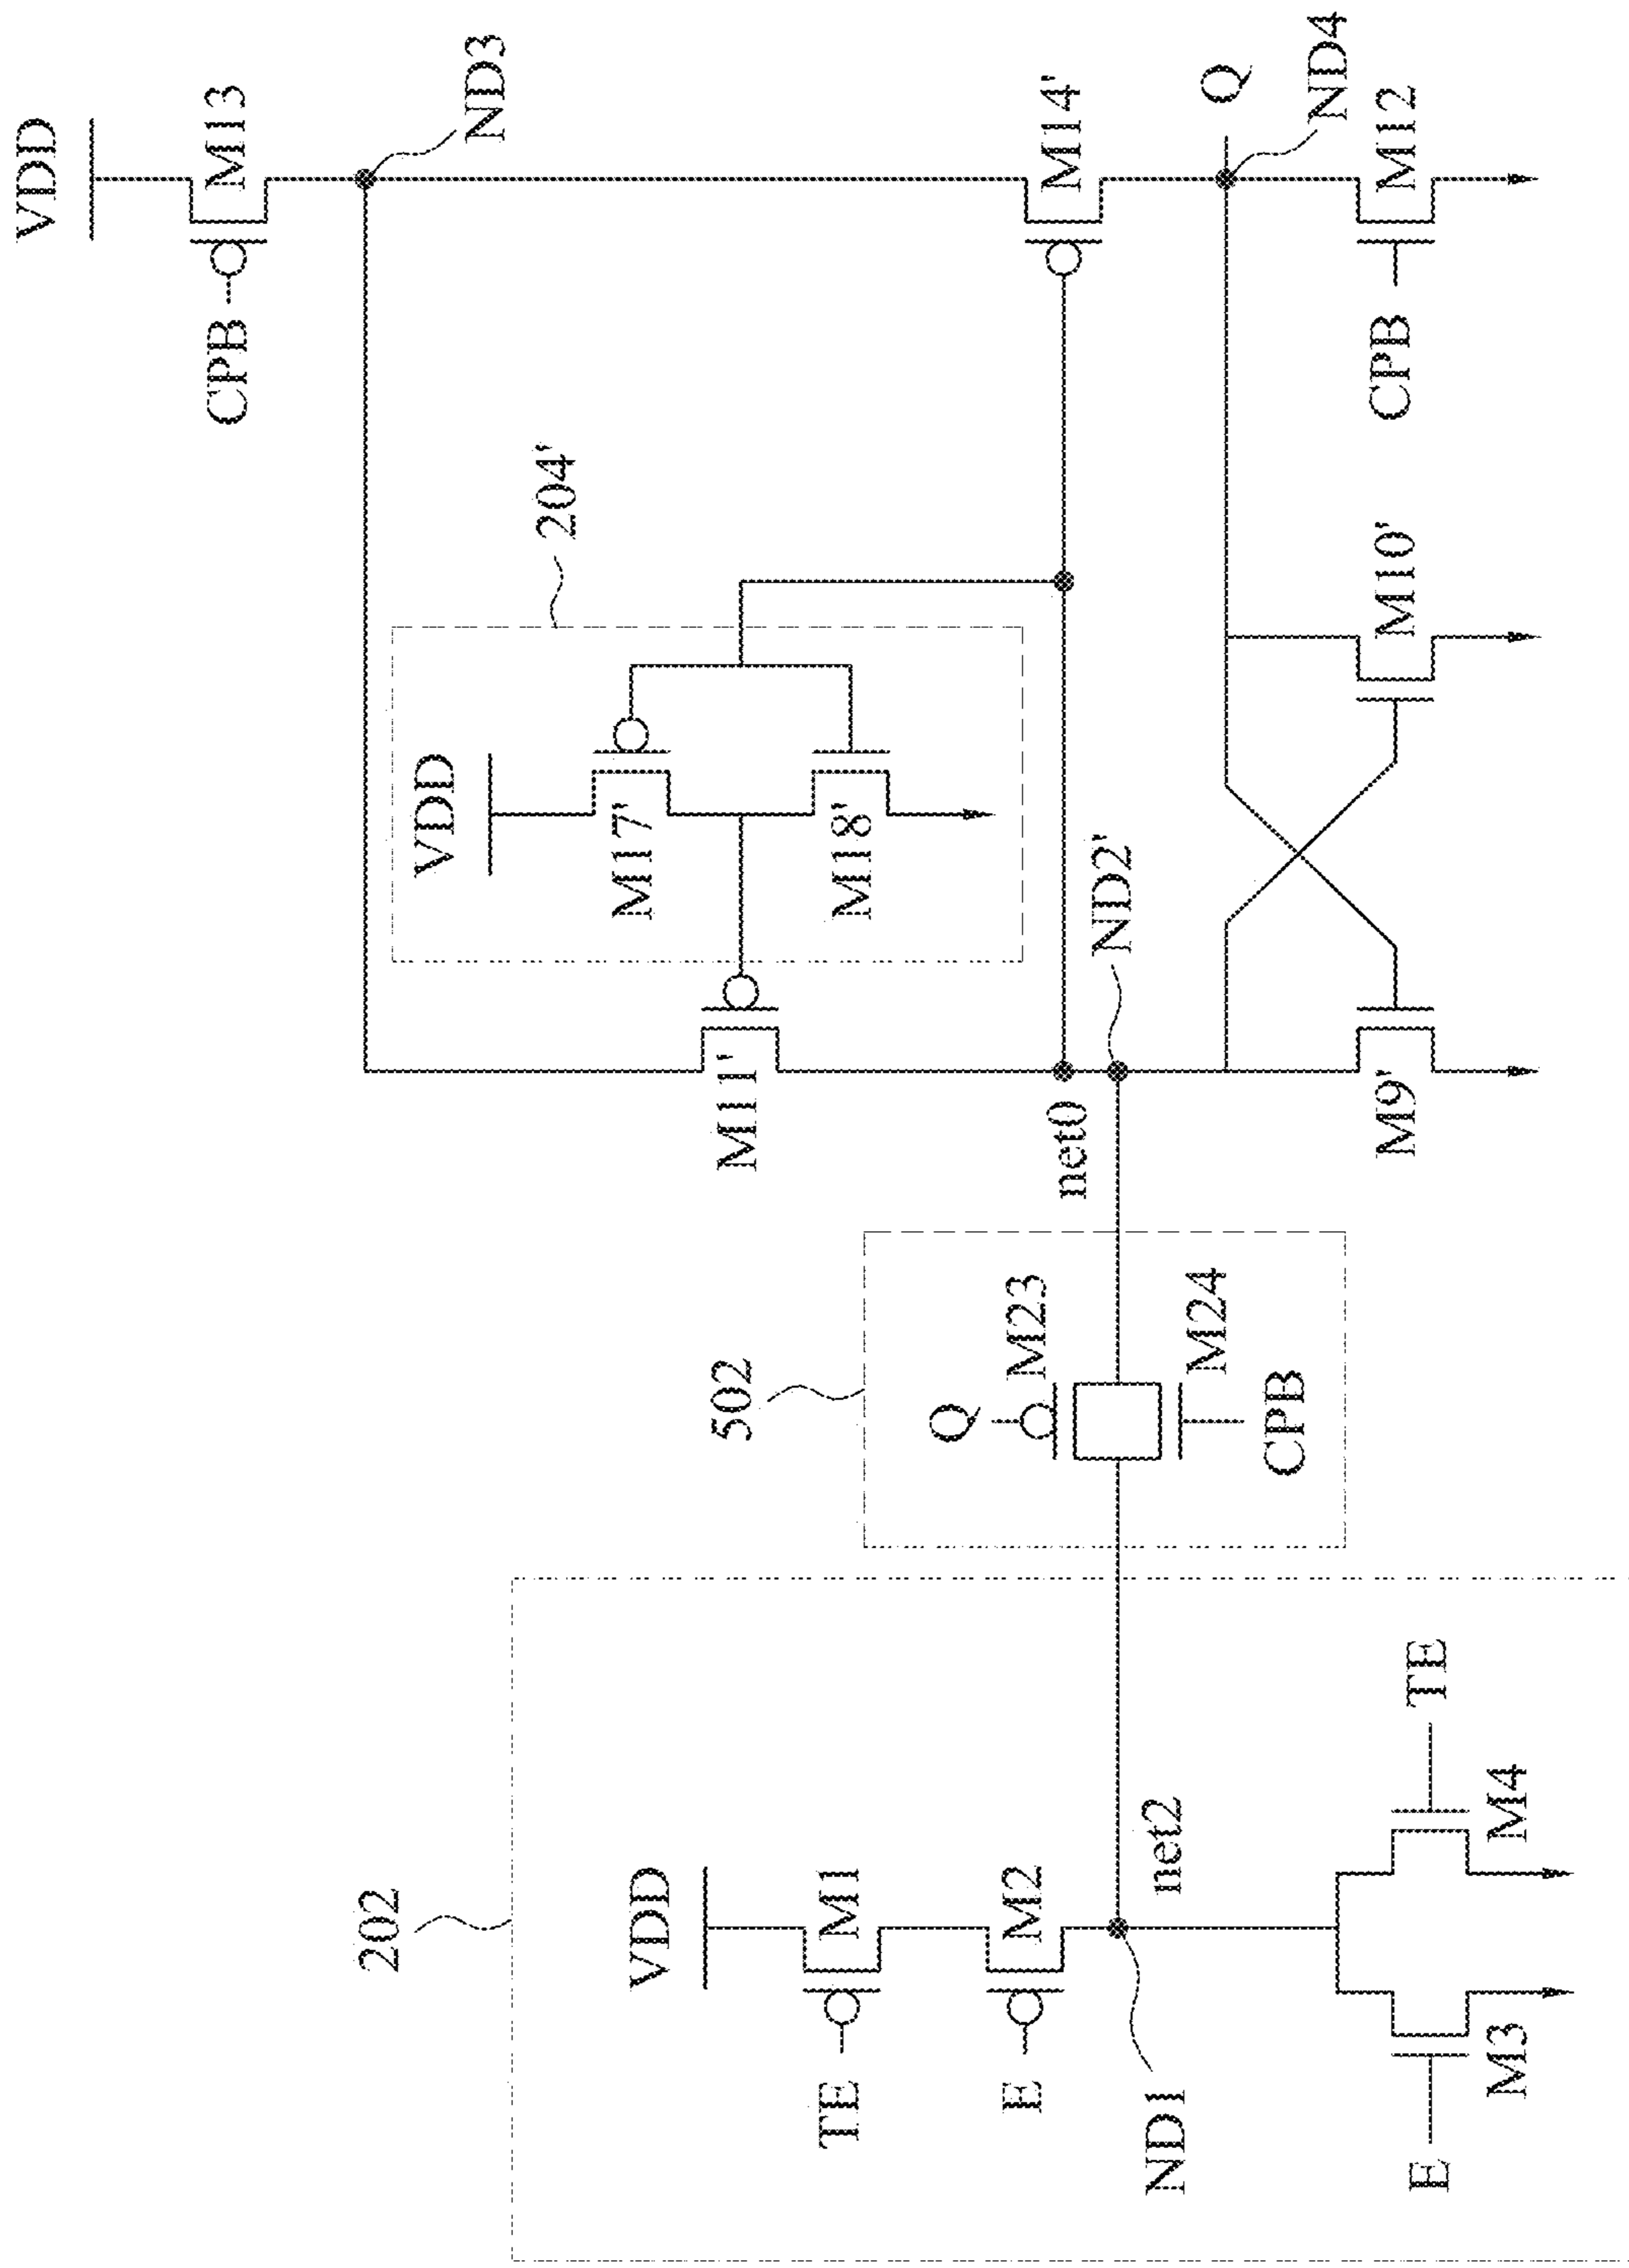 VDD
CPB
M13
ND3
204'
VDD
M17'
M18'
M11'
M14'
Q
ND4
net0
ND2'
M9'
M10'
CPB
M12
502
Q
M23
M24
CPB
202
VDD
TE
M1
E
M2
net2
ND1
E
M3
M4
TE